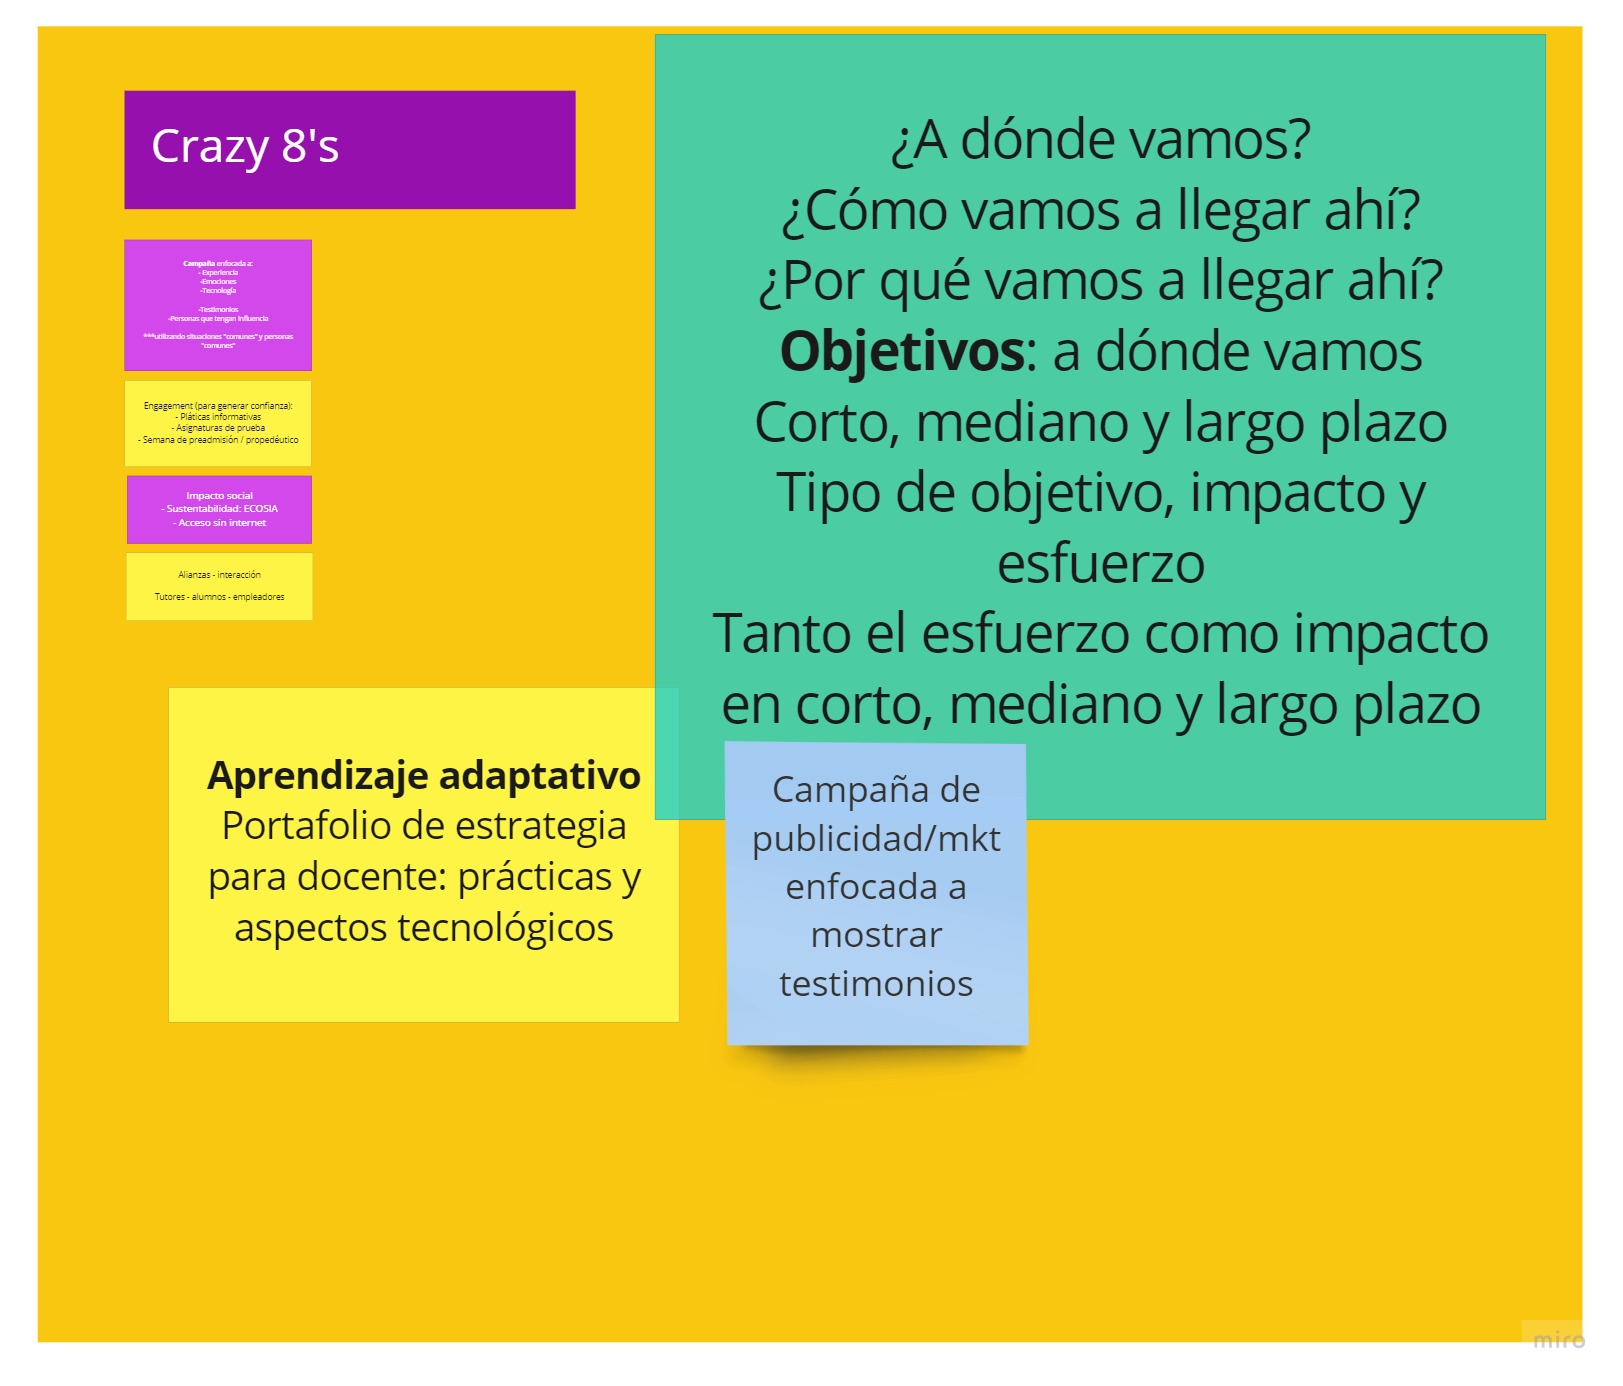 Crazy 8's
Campaña enfocada a:
- Experiencia
-Emociones
-Tecnología
-Testimonios
-Personas que tengan influencia
***utilizando situaciones "comunes" y personas
"comunes"
Engagement (para generar confianza):
- Pláticas informativas
- Asignaturas de prueba
- Semana de preadmisión / propedéutico
Impacto social
- Sustentabilidad: ECOSIA
- Acceso sin internet
Alianzas - interacción
Tutores - alumnos - empleadores
¿A dónde vamos?
¿Cómo vamos a llegar ahí?
¿Por qué vamos a llegar ahí?
Objetivos: a dónde vamos
Corto, mediano y largo plazo
Tipo de objetivo, impacto y
esfuerzo
Tanto el esfuerzo como impacto
en corto, mediano y largo plazo
Aprendizaje adaptativo
Portafolio de estrategia
para docente: prácticas y
aspectos tecnológicos
Campaña de
publicidad/mkt
enfocada a
mostrar
testimonios
miro